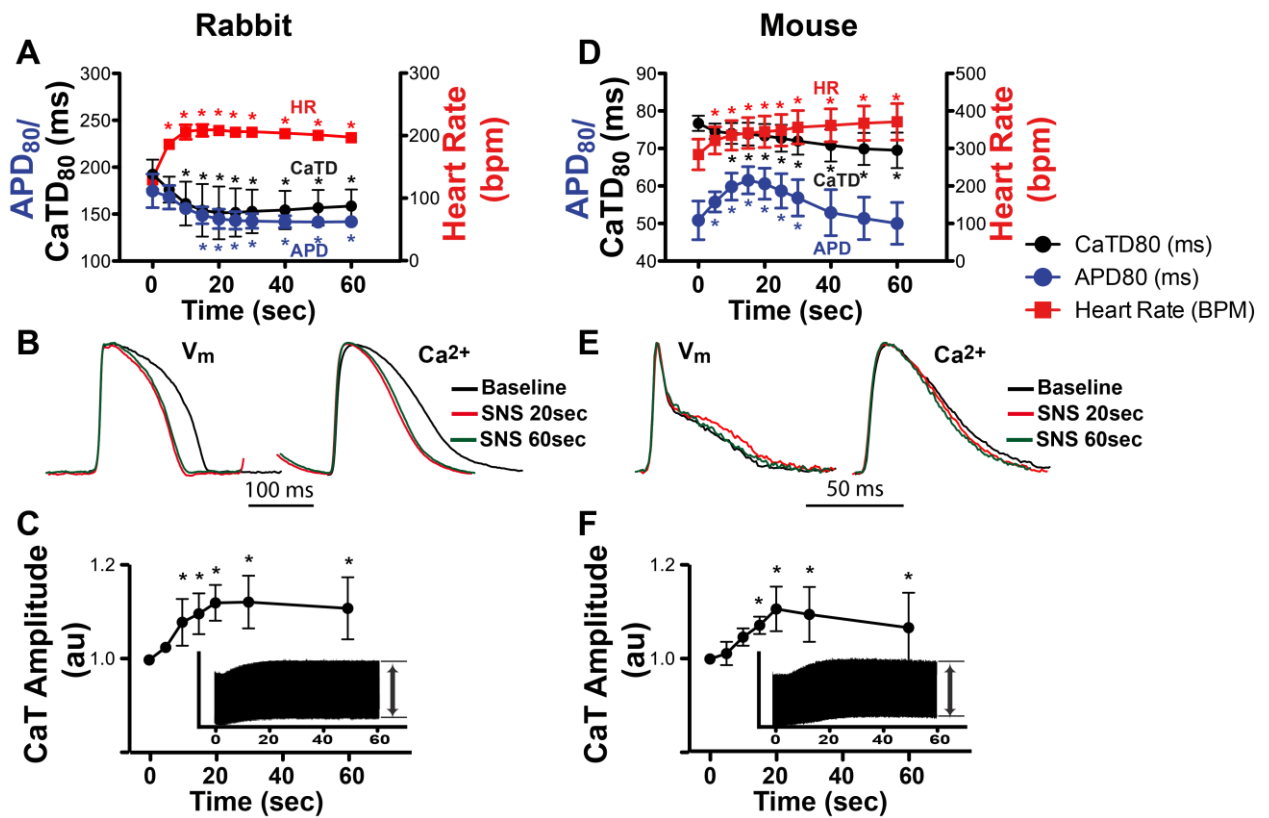 Rabbit
Mouse
A
APD80/
CaTD80 (ms)
300
250
200
150
100
HR
* * * * * * * * *
CaTD
* * * * * * * *
* * * * * * *
APD
300
200
100
0
Heart Rate
(bpm)
0 20 40 60
Time (sec)
D
APD80/
CaTD80 (ms)
90
80
70
60
50
40
HR
* * * * * * * * *
CaTD
* * * * * * * *
* * * * * *
APD
500
400
300
200
100
0
Heart Rate
(bpm)
0 20 40 60
Time (sec)
CaTD80 (ms)
APD80 (ms)
Heart Rate (BPM)
B
Vm
Ca2+
Baseline
SNS 20sec
SNS 60sec
100 ms
E
Vm
Ca2+
Baseline
SNS 20sec
SNS 60sec
50 ms
C
CaT Amplitude
(au)
1.2
1.0
* * * * *
0 20 40 60
0 20 40 60
Time (sec)
F
CaT Amplitude
(au)
1.2
1.0
* * * *
0 20 40 60
0 20 40 60
Time (sec)